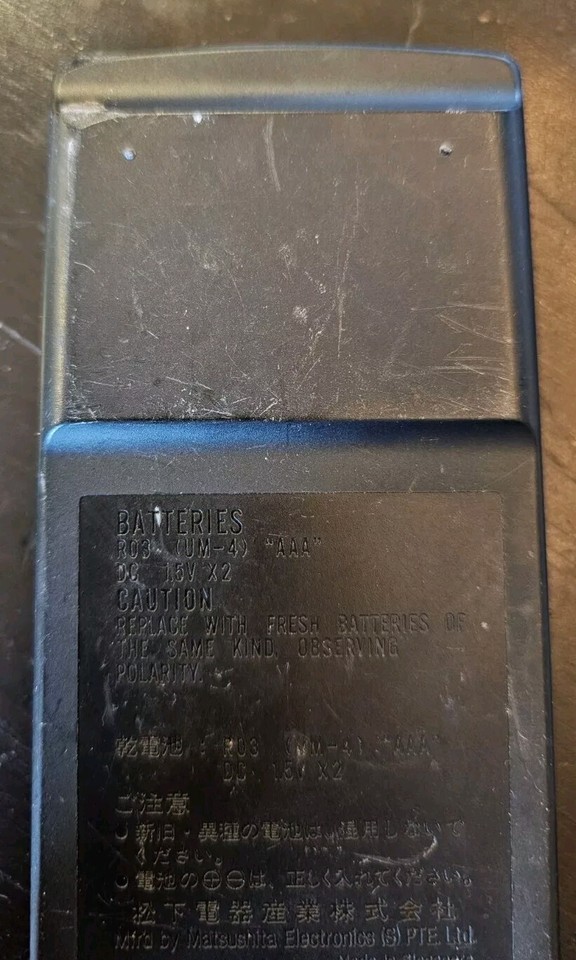 BATTERIES
R03 (UM-4) "AAA"
DC 1.5V X2
CAUTION
REPLACE WITH FRESH BATTERIES OF
THE SAME KIND, OBSERVING
POLARITY.
乾電池 : R03 (UM-4) "AAA"
DC 1.5V X2
ご注意
● 新旧・異種の電池は、混用しないで
ください。
● 電池の⊕⊖は、正しく入れてください。
松下電器産業株式会社
Mfrd by Matsushita Electronics (S) PTE. Ltd.
Made in Singapore